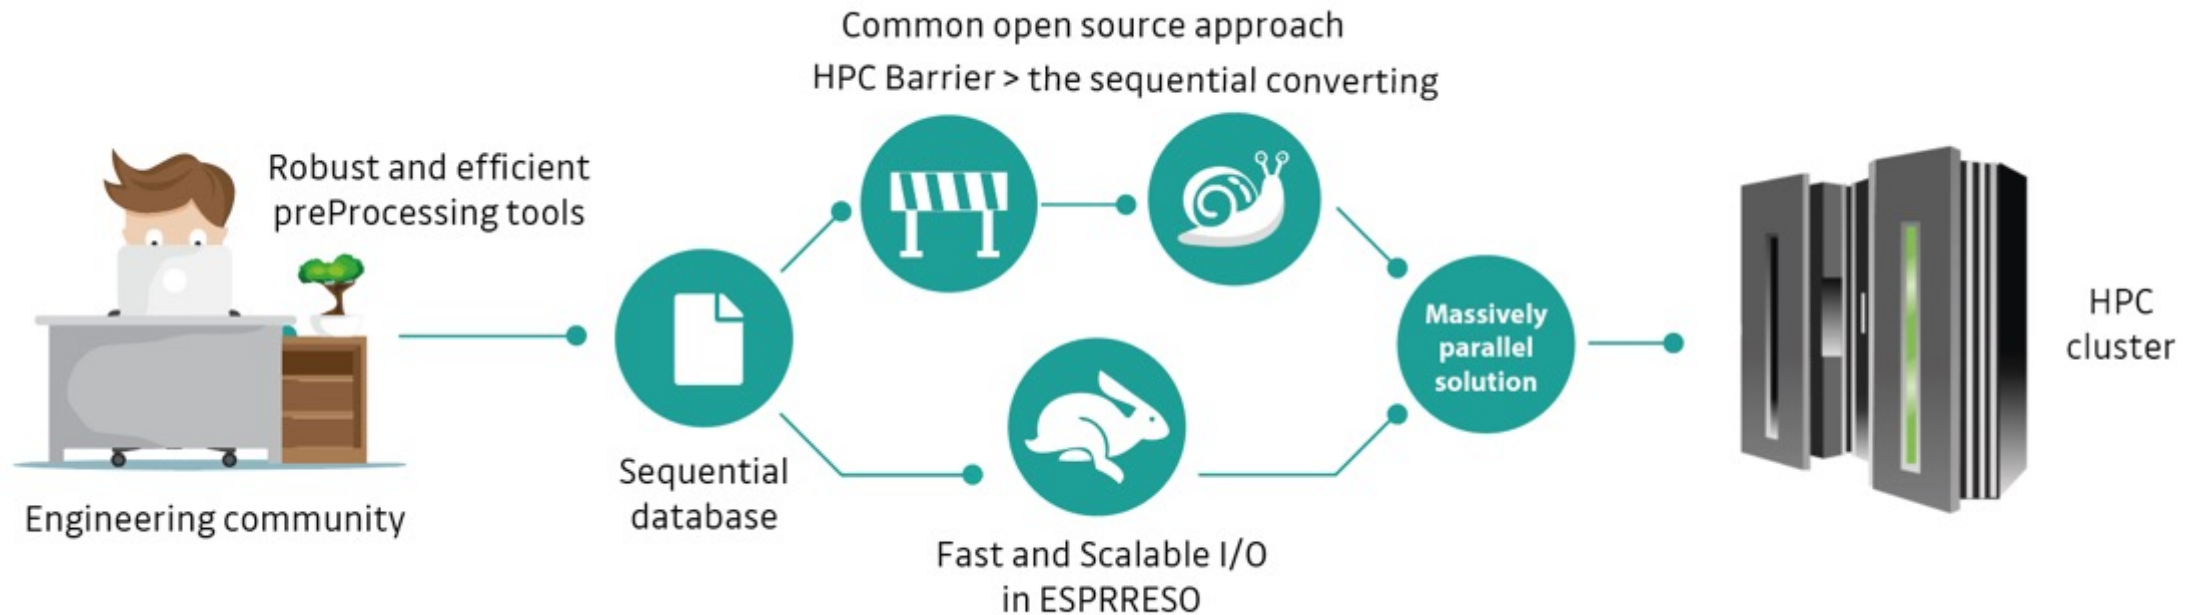 Common open source approach
HPC Barrier > the sequential converting
Robust and efficient
preProcessing tools
Engineering community
Sequential
database
Fast and Scalable I/O
in ESPRRESO
Massively
parallel
solution
HPC
cluster